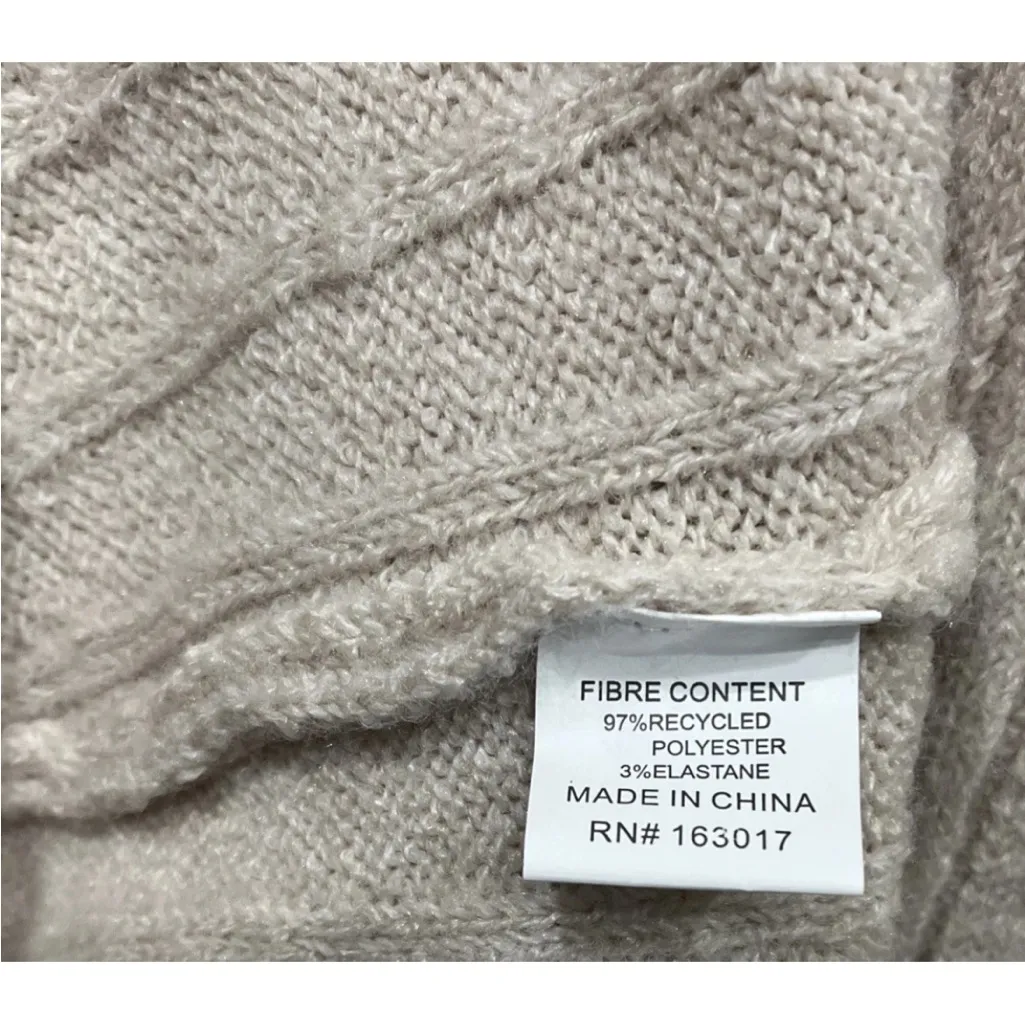 FIBRE CONTENT
97%RECYCLED
POLYESTER
3%ELASTANE
MADE IN CHINA
RN# 163017